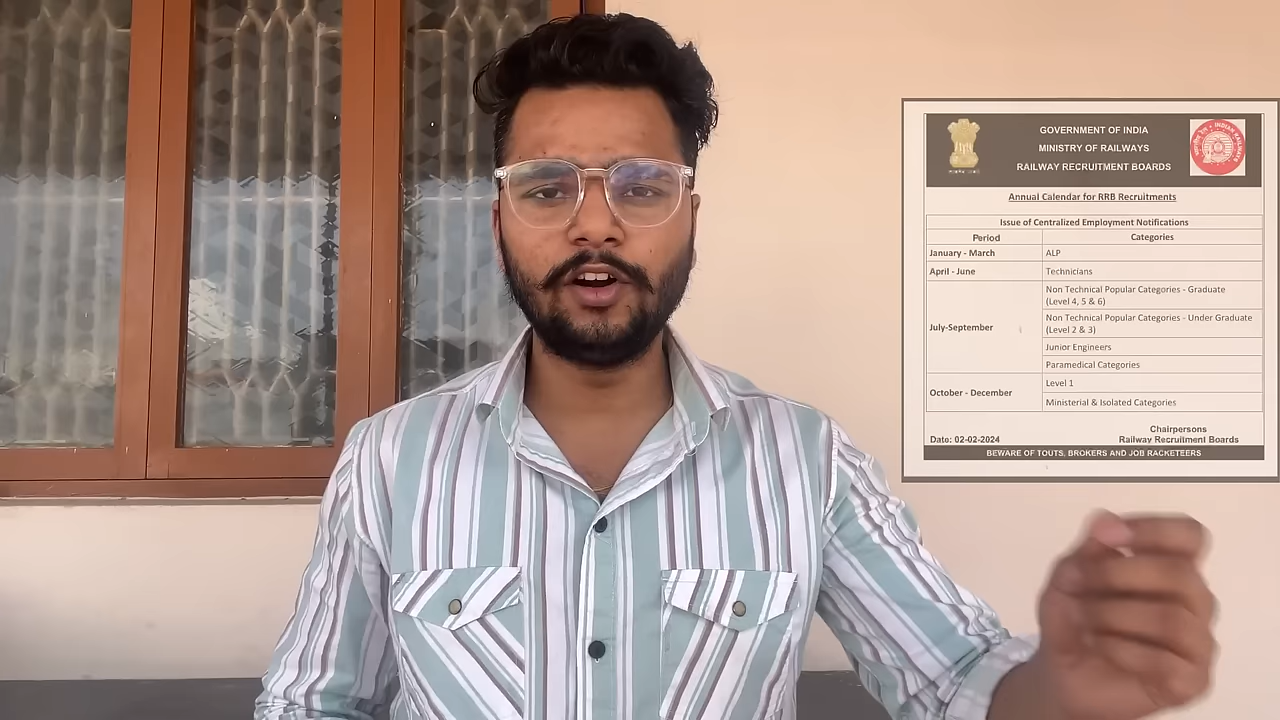 GOVERNMENT OF INDIA
MINISTRY OF RAILWAYS
RAILWAY RECRUITMENT BOARDS
Annual Calendar for RRB Recruitments
Issue of Centralized Employment Notifications
Period Categories
January - March ALP
April - June Technicians
July-September
Non Technical Popular Categories - Graduate
(Level 4, 5 & 6)
Non Technical Popular Categories - Under Graduate
(Level 2 & 3)
Junior Engineers
Paramedical Categories
October - December
Level 1
Ministerial & Isolated Categories
Chairpersons
Date: 02-02-2024 Railway Recruitment Boards
BEWARE OF TOUTS, BROKERS AND JOB RACKETEERS